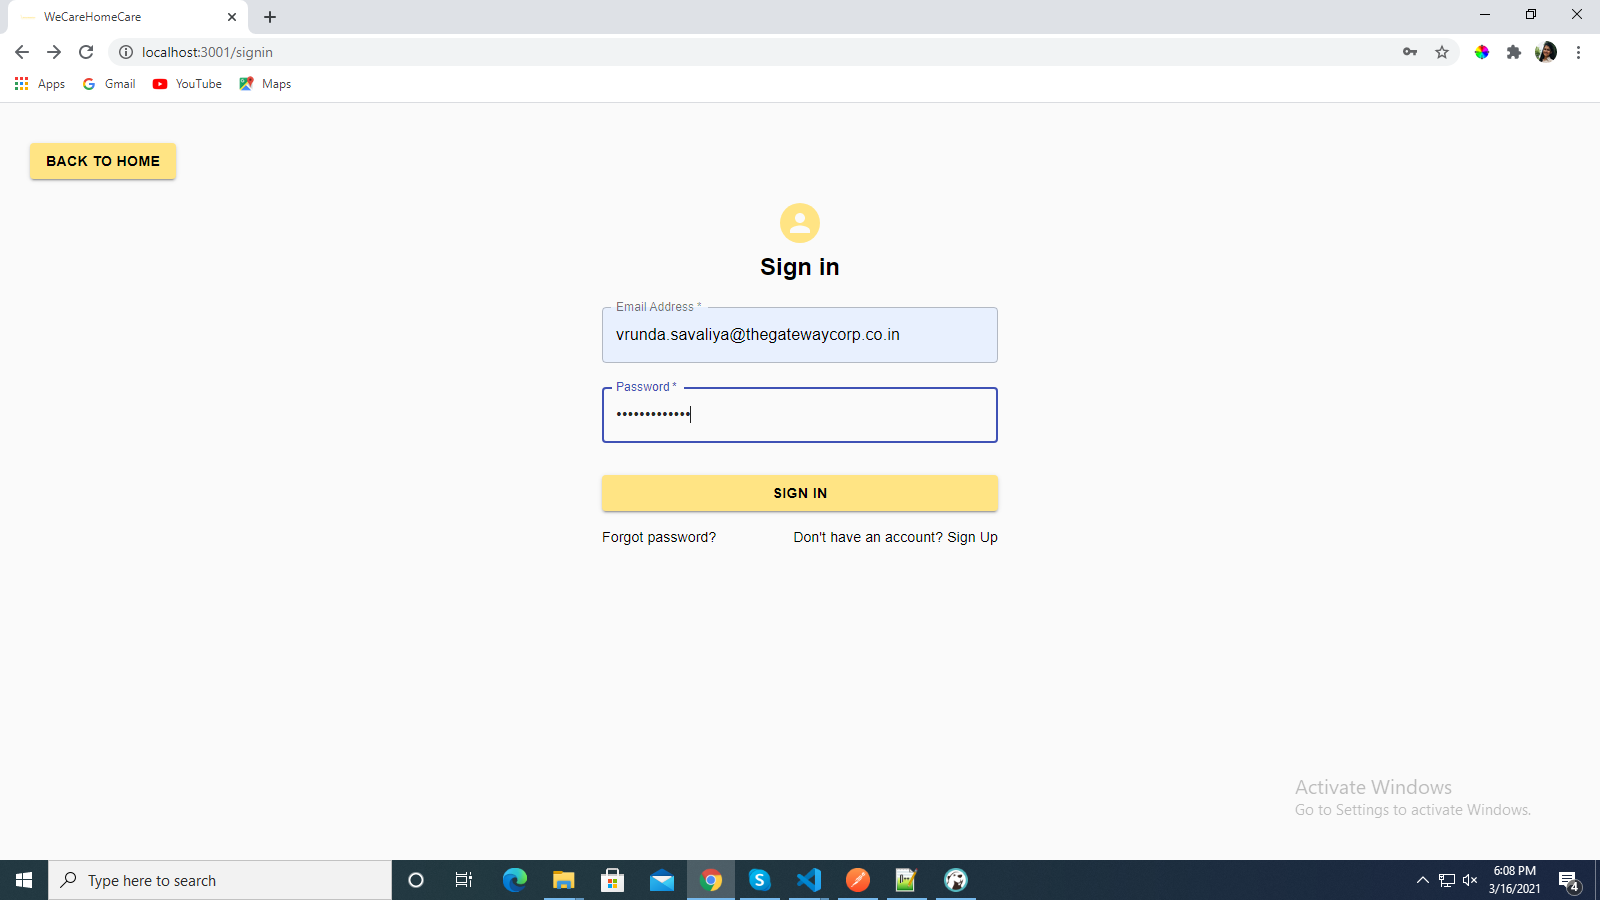 WeCareHomeCare
localhost:3001/signin
Apps
Gmail
YouTube
Maps
BACK TO HOME
Sign in
Email Address *
vrunda.savaliya@thegatewaycorp.co.in
Password *
•••••••••••••
SIGN IN
Forgot password?
Don't have an account? Sign Up
Activate Windows
Go to Settings to activate Windows.
Type here to search
6:08 PM
3/16/2021
4